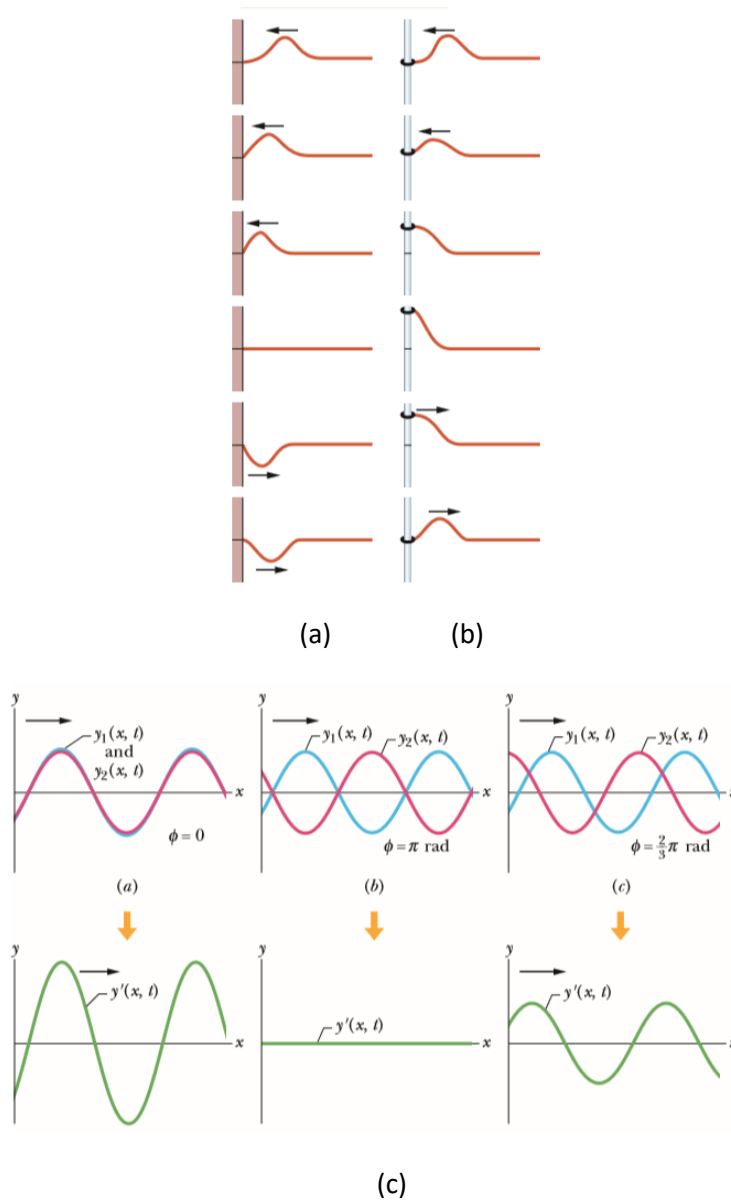 (a) (b)
y y y
y₁(x, t) y₁(x, t) y₂(x, t) y₁(x, t) y₂(x, t)
and
y₂(x, t)
x x
ϕ = 0 ϕ = π rad ϕ = 2/3 π rad
(a) (b) (c)
y y y
y′(x, t) y′(x, t) y′(x, t)
x x
(c)